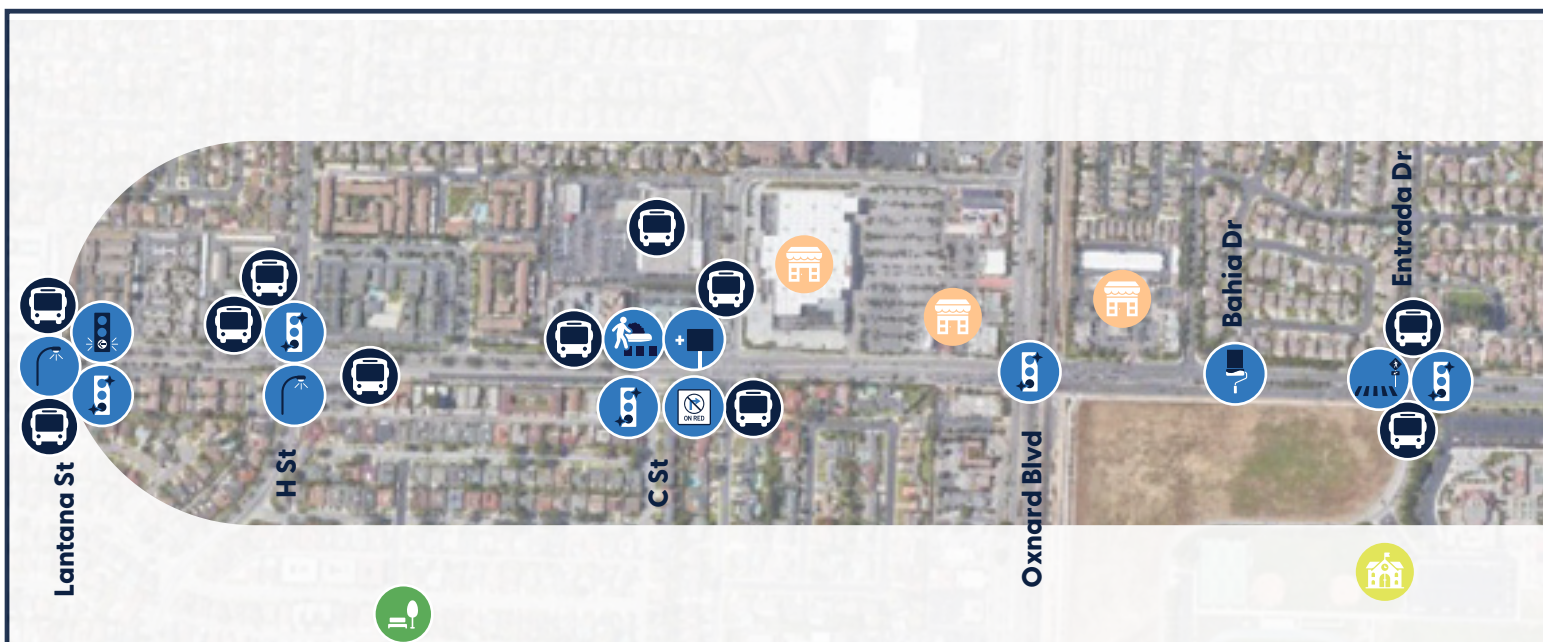 Lantana St
H St
C St
ON RED
Oxnard Blvd
Bahia Dr
Entrada Dr